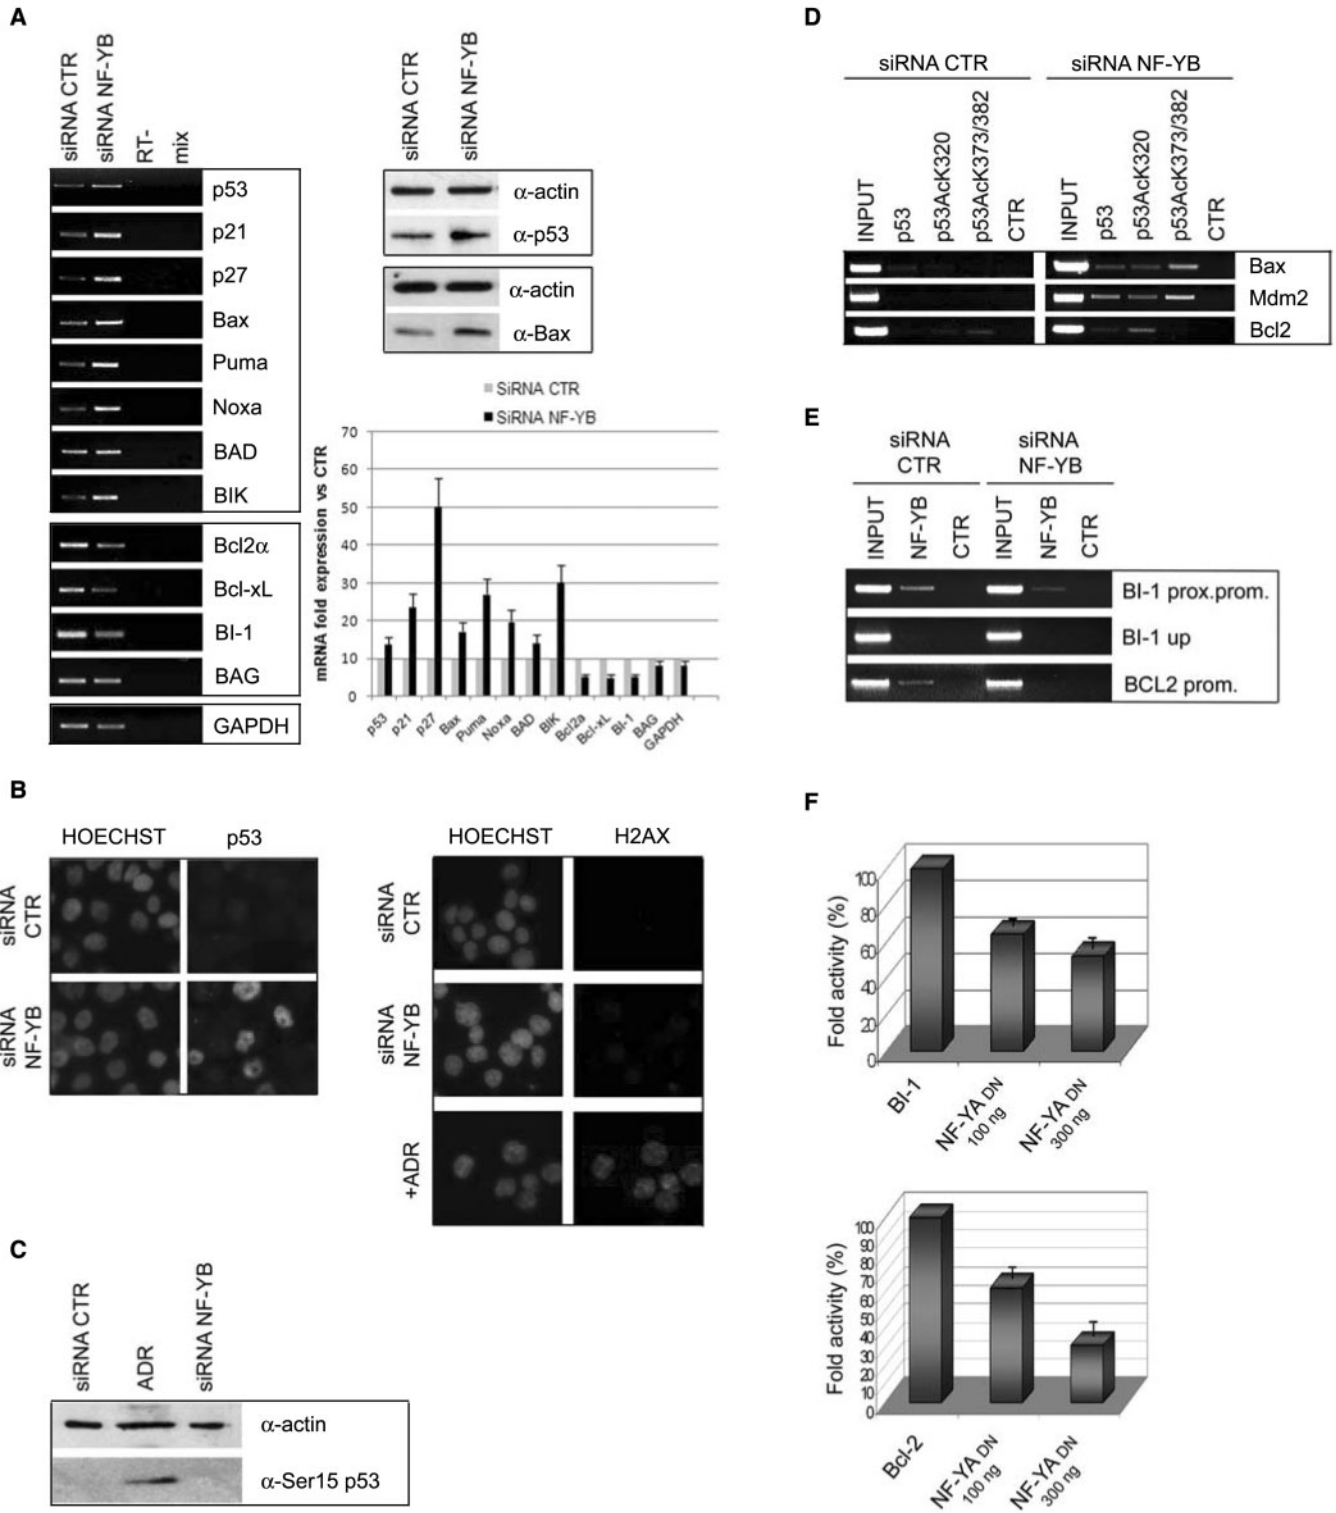 A
siRNA CTR
siRNA NF-YB
RT-
mix
p53
p21
p27
Bax
Puma
Noxa
BAD
BIK
Bcl2α
Bcl-xL
BI-1
BAG
GAPDH
siRNA CTR
siRNA NF-YB
α-actin
α-p53
α-actin
α-Bax
SiRNA CTR
SiRNA NF-YB
mRNA fold expression vs CTR
70
60
50
40
30
20
10
0
p53
p21
p27
Bax
Puma
Noxa
BAD
BIK
Bcl2a
Bcl-xL
BI-1
BAG
GAPDH
B
HOECHST
p53
siRNA
CTR
siRNA
NF-YB
HOECHST
H2AX
siRNA
CTR
siRNA
NF-YB
+ADR
C
siRNA CTR
ADR
siRNA NF-YB
α-actin
α-Ser15 p53
D
siRNA CTR
siRNA NF-YB
INPUT
p53
p53AcK320
p53AcK373/382
CTR
INPUT
p53
p53AcK320
p53AcK373/382
CTR
Bax
Mdm2
Bcl2
E
siRNA
CTR
siRNA
NF-YB
INPUT
NF-YB
CTR
INPUT
NF-YB
CTR
BI-1 prox.prom.
BI-1 up
BCL2 prom.
F
Fold activity (%)
100
80
60
40
20
0
BI-1
NF-YA DN
100 ng
NF-YA DN
300 ng
Fold activity (%)
100
90
80
70
60
50
40
30
20
10
0
Bcl-2
NF-YA DN
100 ng
NF-YA DN
300 ng